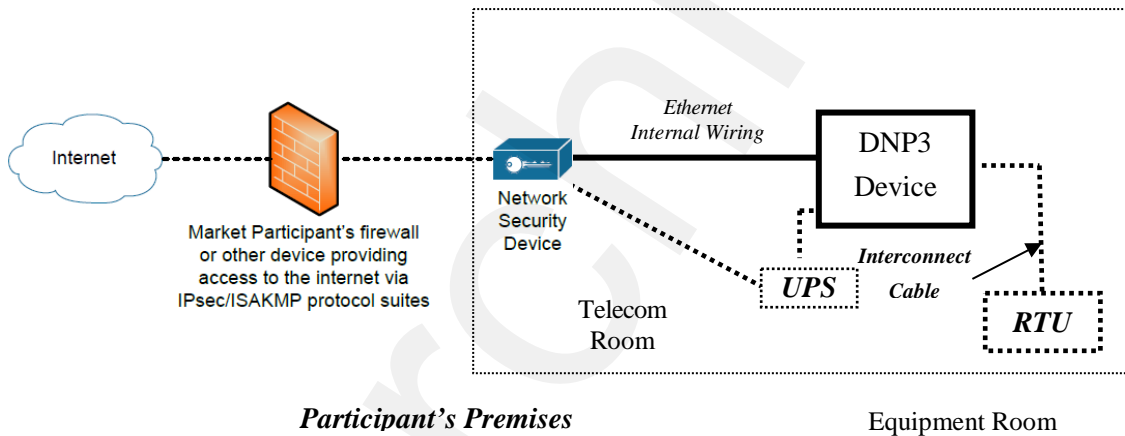 Internet
Market Participant's firewall
or other device providing
access to the internet via
IPsec/ISAKMP protocol suites
Network
Security
Device
Ethernet
Internal Wiring
DNP3
Device
UPS
Interconnect
Cable
RTU
Telecom
Room
Participant's Premises
Equipment Room